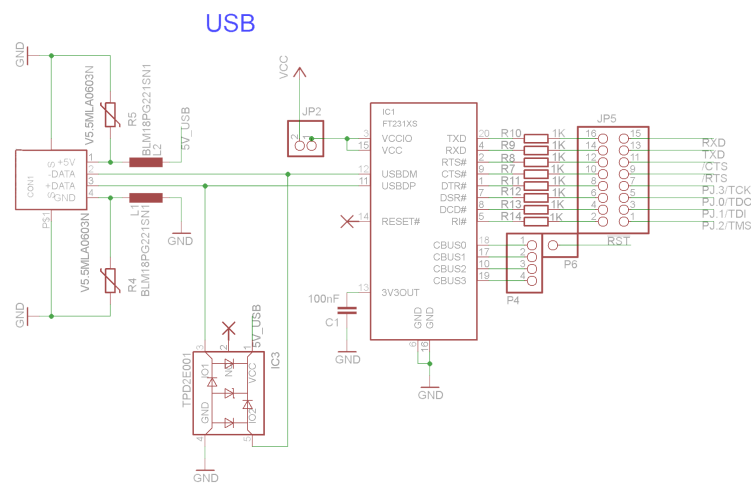 USB
GND
VCC
JP2
2
1
IC1
FT231XS
3
VCCIO
15
VCC
12
USBDM
11
USBDP
14
RESET#
13
3V3OUT
GND
GND
6
16
GND
TXD
20
R10
1K
RXD
4
R9
1K
RTS#
2
R8
1K
CTS#
9
R7
1K
DTR#
1
R11
1K
DSR#
7
R12
1K
DCD#
8
R13
1K
RI#
5
R14
1K
CBUS0
18
CBUS1
17
CBUS2
10
CBUS3
19
JP5
16
15
14
13
12
11
10
9
8
7
6
5
4
3
2
1
RXD
TXD
/CTS
/RTS
PJ.3/TCK
PJ.0/TDO
PJ.1/TDI
PJ.2/TMS
RST
1
2
3
4
P4
P6
V5.5MLA0603N
R5
BLM18PG221SN1
L2
5V_USB
CON1
S
+5V
1
-DATA
2
+DATA
3
S
GND
4
P$1
L1
BLM18PG221SN1
GND
V5.5MLA0603N
R4
GND
100nF
C1
GND
5V_USB
IC3
TPD2E001
3
2
1
IO1
VCC
GND
IO2
4
5
GND